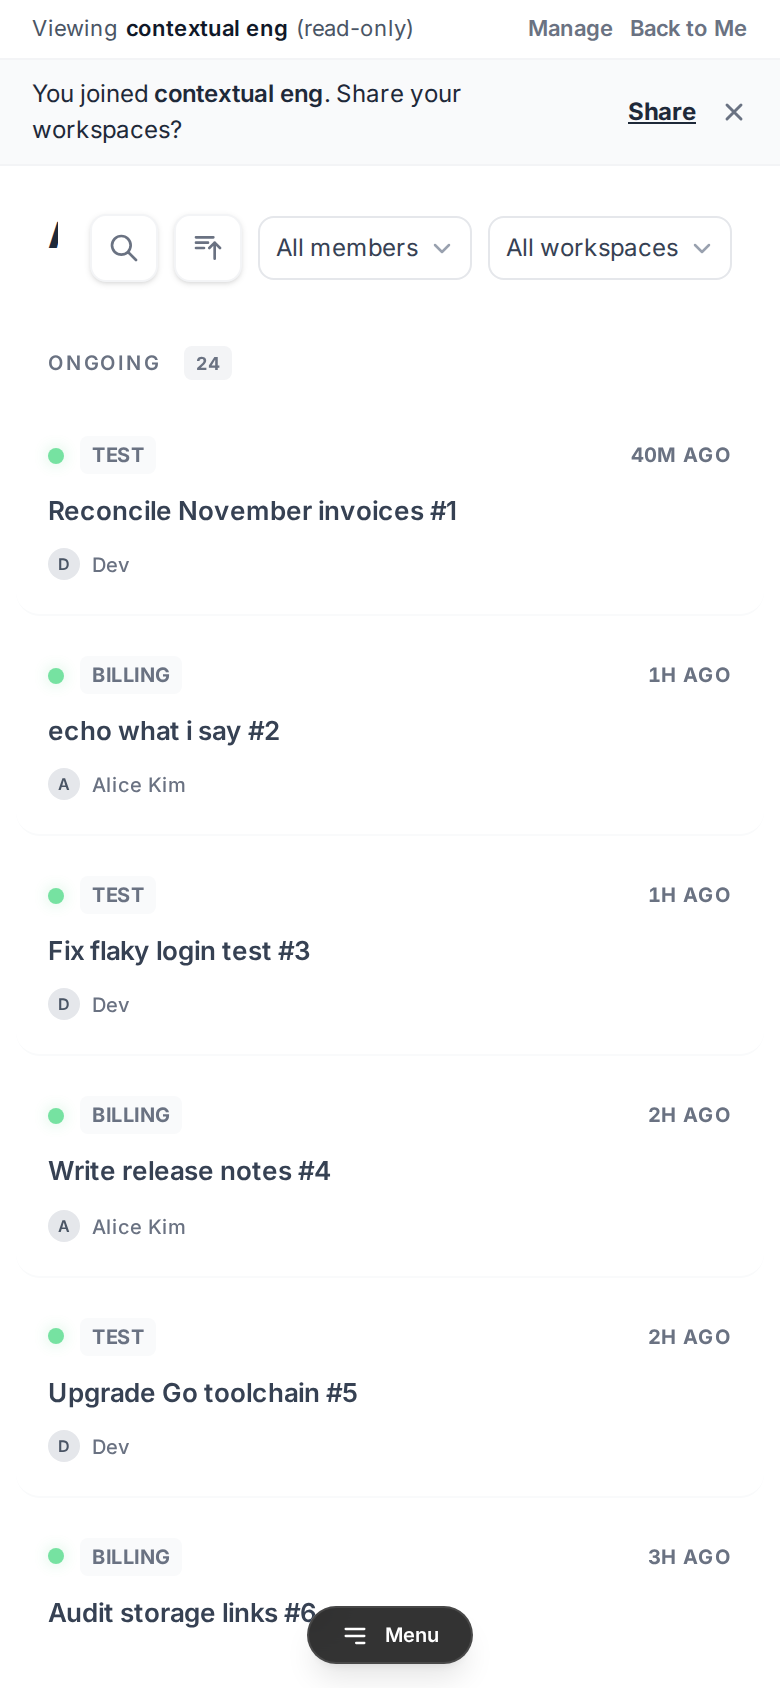 Viewing contextual eng (read-only) Manage Back to Me
You joined contextual eng. Share your
workspaces?
Share
All members All workspaces
ONGOING 24
TEST 40M AGO
Reconcile November invoices #1
D Dev
BILLING 1H AGO
echo what i say #2
A Alice Kim
TEST 1H AGO
Fix flaky login test #3
D Dev
BILLING 2H AGO
Write release notes #4
A Alice Kim
TEST 2H AGO
Upgrade Go toolchain #5
D Dev
BILLING 3H AGO
Audit storage links #6
Menu